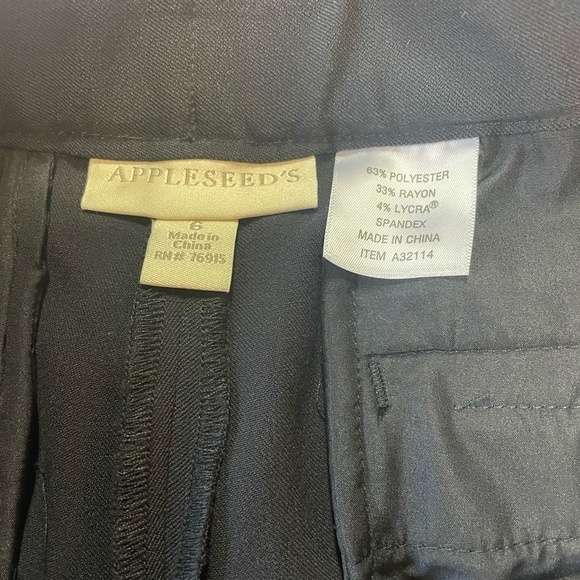 APPLESEED'S
6
Made in
China
RN# 76915
63% POLYESTER
33% RAYON
4% LYCRA®
SPANDEX
MADE IN CHINA
ITEM A32114